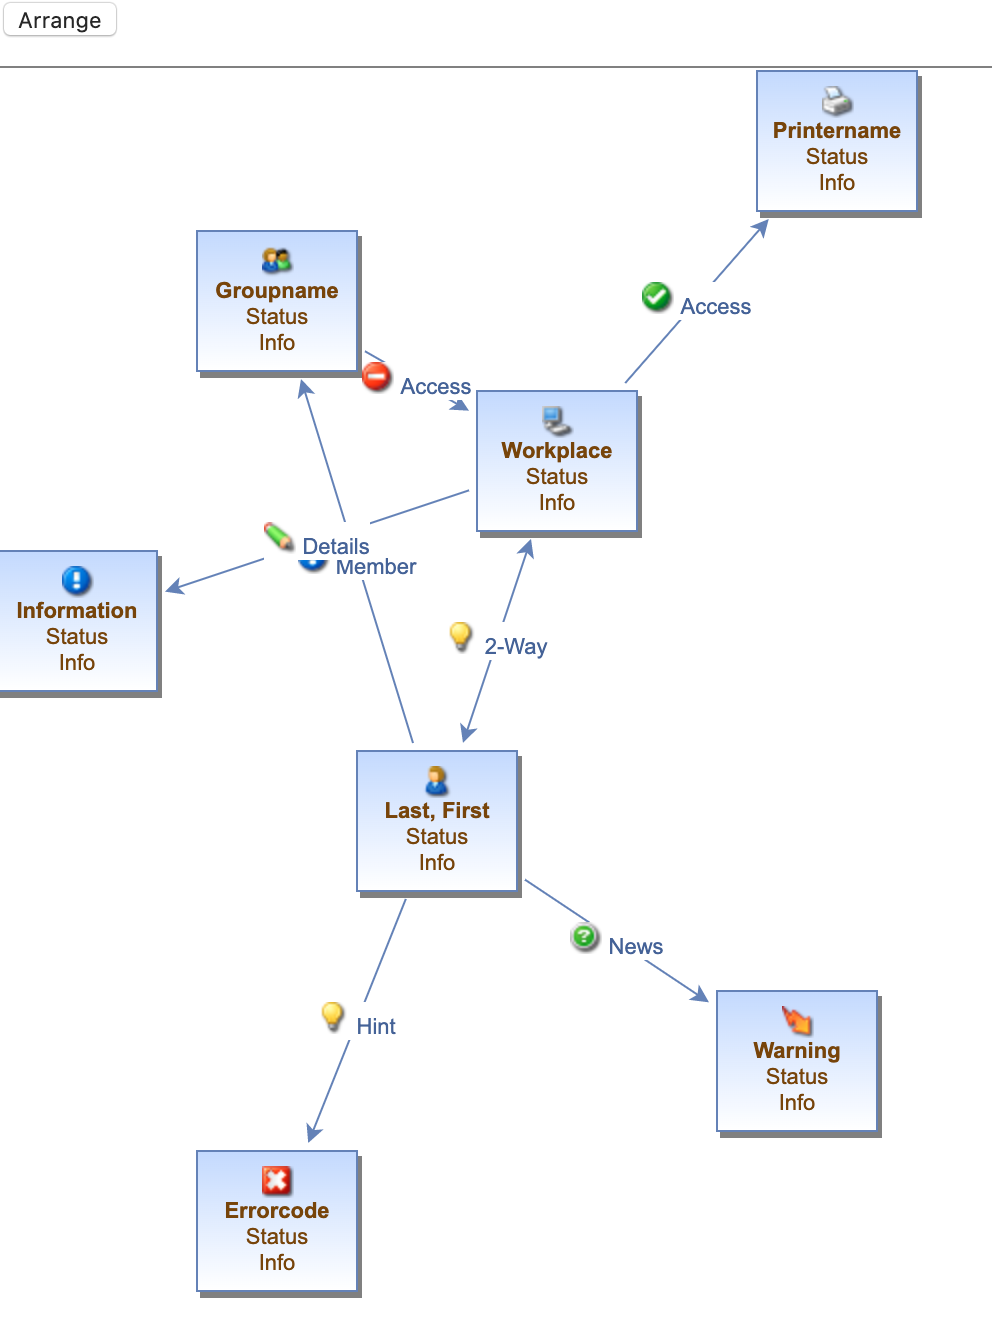 Arrange
Printername
Status
Info
Groupname
Status
Info
Access
Access
Workplace
Status
Info
Details
Member
Information
Status
Info
2-Way
Last, First
Status
Info
News
Hint
Warning
Status
Info
Errorcode
Status
Info